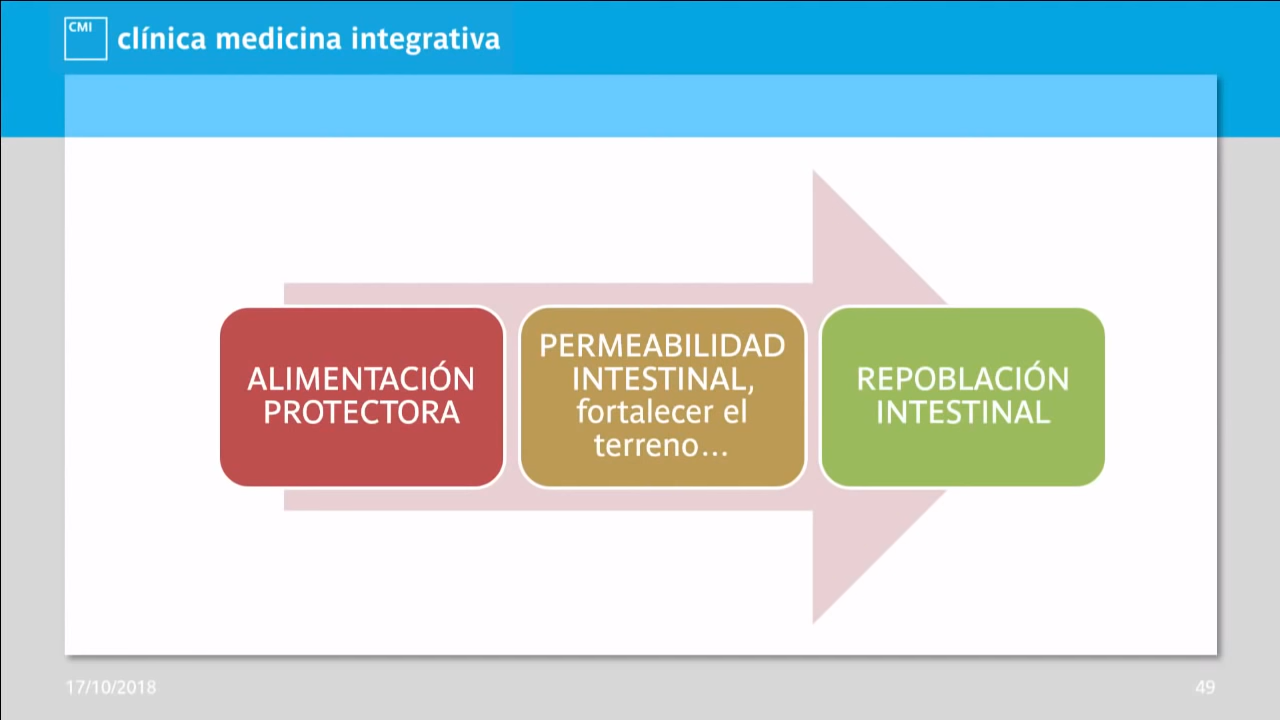 CMI
clínica medicina integrativa
ALIMENTACIÓN
PROTECTORA
PERMEABILIDAD
INTESTINAL,
fortalecer el
terreno...
REPOBLACIÓN
INTESTINAL
17/10/2018
49